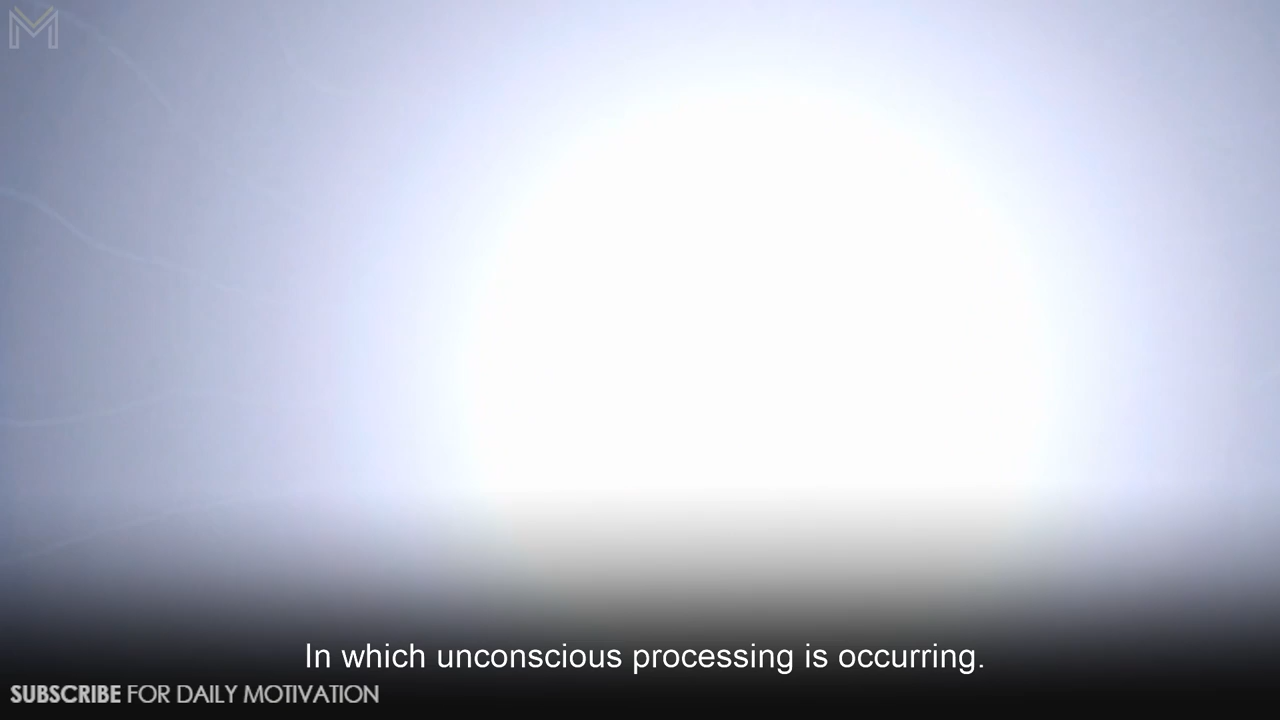 M
In which unconscious processing is occurring.
SUBSCRIBE FOR DAILY MOTIVATION